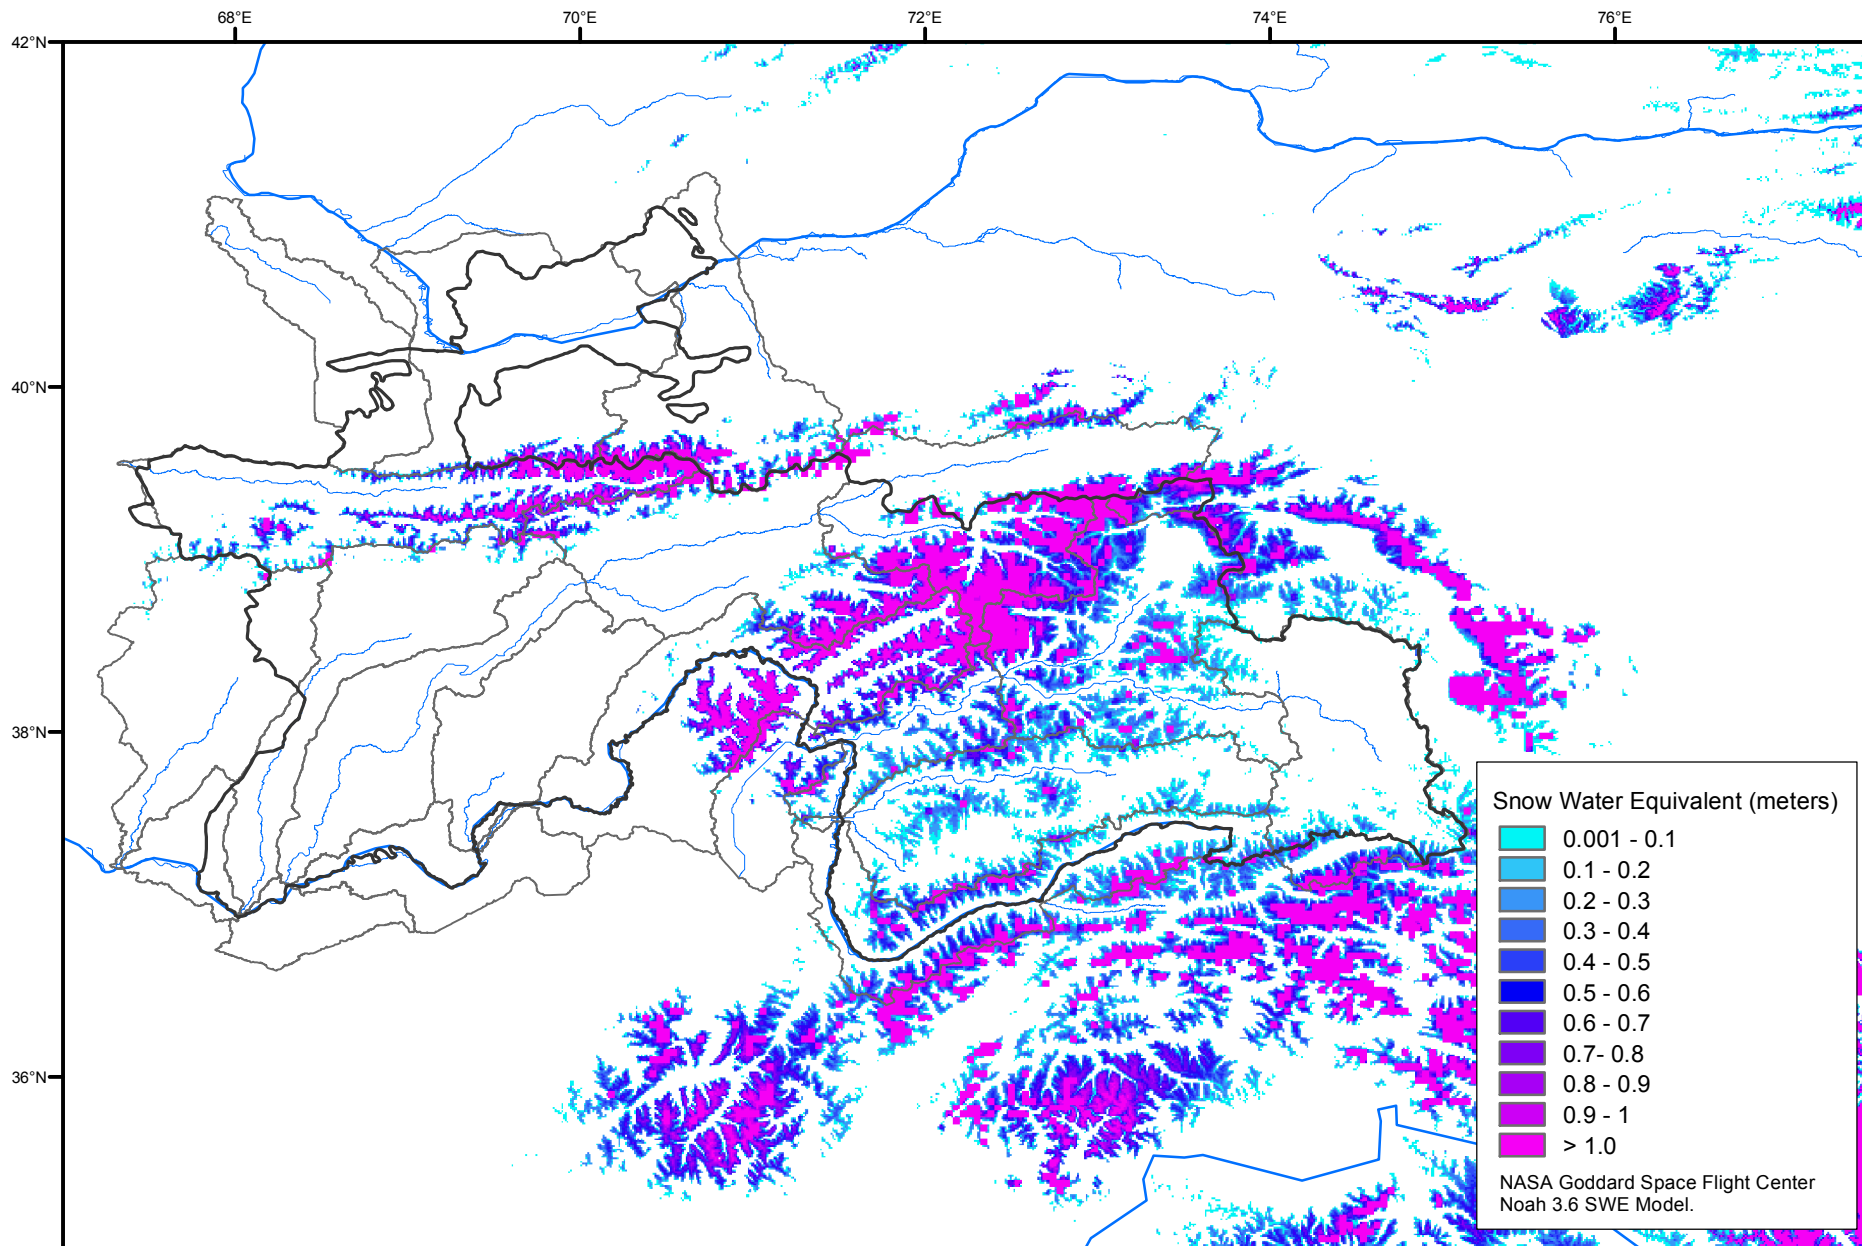 68°E
70°E
72°E
74°E
76°E
42°N
40°N
38°N
36°N
Snow Water Equivalent (meters)
0.001 - 0.1
0.1 - 0.2
0.2 - 0.3
0.3 - 0.4
0.4 - 0.5
0.5 - 0.6
0.6 - 0.7
0.7- 0.8
0.8 - 0.9
0.9 - 1
> 1.0
NASA Goddard Space Flight Center
Noah 3.6 SWE Model.